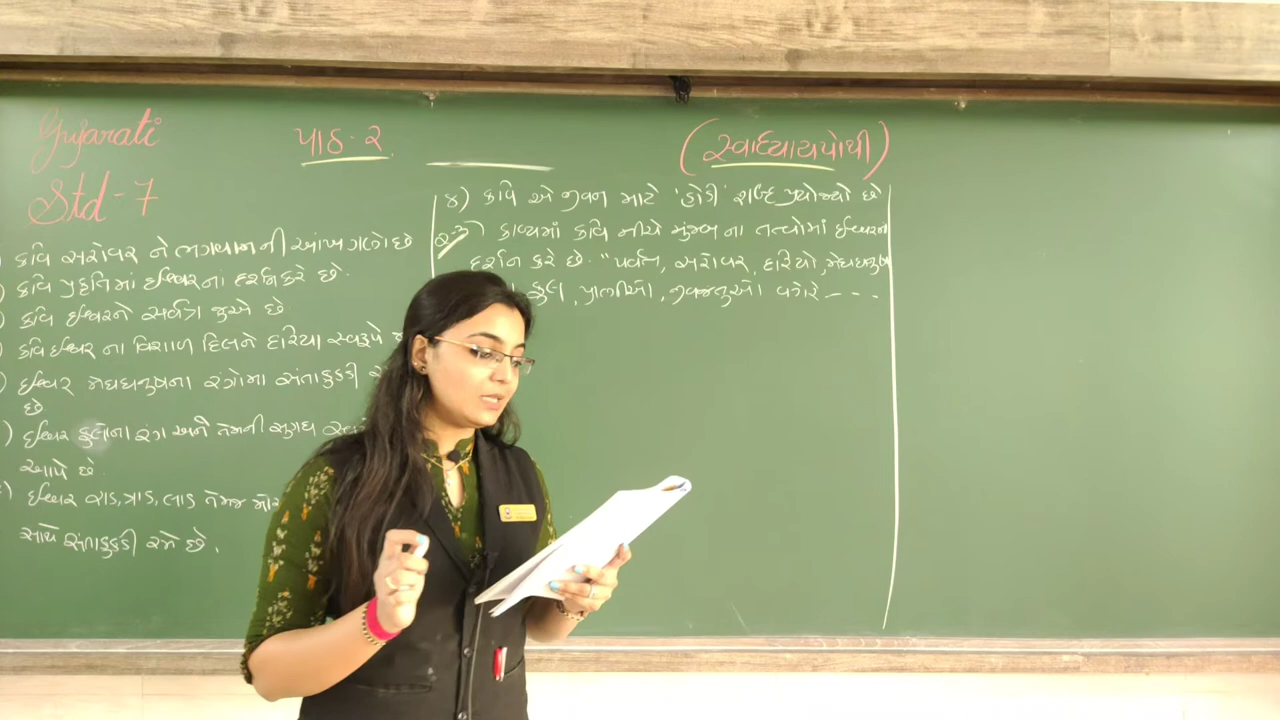 Gujarati
Std-7
પાઠ-૨
(સ્વાધ્યાયપોથી)
કવિ સરોવર ને ભગવાનની આંખ ગણે છે
કવિ પ્રકૃતિમાં ઈશ્વરનાં દર્શન કરે છે.
કવિ ઈશ્વરને સર્વત્ર જુએ છે
કવિ ઈશ્વર ના વિશાળ દિલને દરિયા સ્વરૂપે
ઈશ્વર મેઘધનુષના રંગોમા સંતાકુકડી
છે.
) ઈશ્વર ફુલોના રંગ અને તેમની સુગંધ
આપે છે.
) ઈશ્વર વાડ, ઝાડ, લાડ તેમજ
સાથે સંતાકુકડી રમે છે.
૪) કવિ એ જીવન માટે 'હોડી' શબ્દ પ્રયોજ્યો છે
Q-૩) કાવ્યમાં કવિ નીચે મુજબ ના તત્વોમાં ઈશ્વરના
દર્શન કરે છે. "પર્વત, સરોવર, દરિયો, મેઘધનુષ
ફુલ, પ્રાણીઓ, જીવજંતુઓ વગેરે ----